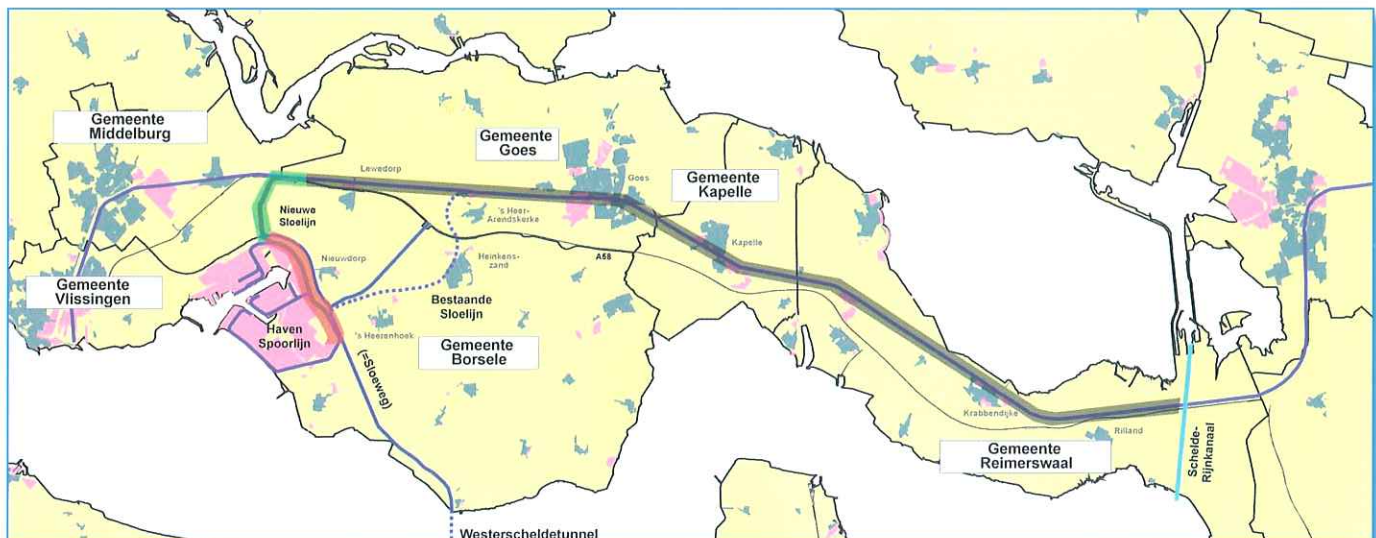 Gemeente
Middelburg
Gemeente
Goes
Lewedorp
Goes
Gemeente
Kapelle
's Heer-
Arendskerke
Nieuwe
Sloelijn
Kapelle
Nieuwdorp
Heinkens-
zand
A58
Gemeente
Vlissingen
Bestaande
Sloelijn
Haven
Spoorlijn
's Heerenhoek
Gemeente
Borsele
(=Sloeweg)
Krabbendijke
Rilland
Gemeente
Reimerswaal
Schelde-
Rijnkanaal
Westerscheldetunnel